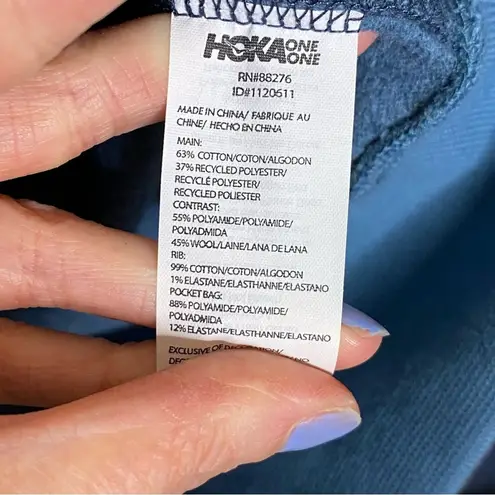 HOKA ONE ONE
RN#88276
ID#1120511
MADE IN CHINA/ FABRIQUE AU
CHINE/ HECHO EN CHINA
MAIN:
63% COTTON/COTON/ALGODON
37% RECYCLED POLYESTER/
RECYCLÉ POLYESTER/
RECYCLED POLIESTER
CONTRAST:
55% POLYAMIDE/POLYAMIDE/
POLYADMIDA
45% WOOL/LAINE/LANA DE LANA
RIB:
99% COTTON/COTON/ALGODON
1% ELASTANE/ELASTHANNE/ELASTANO
POCKET BAG:
88% POLYAMIDE/POLYAMIDE/
POLYADMIDA
12% ELASTANE/ELASTHANNE/ELASTANO
EXCLUSIVE OF